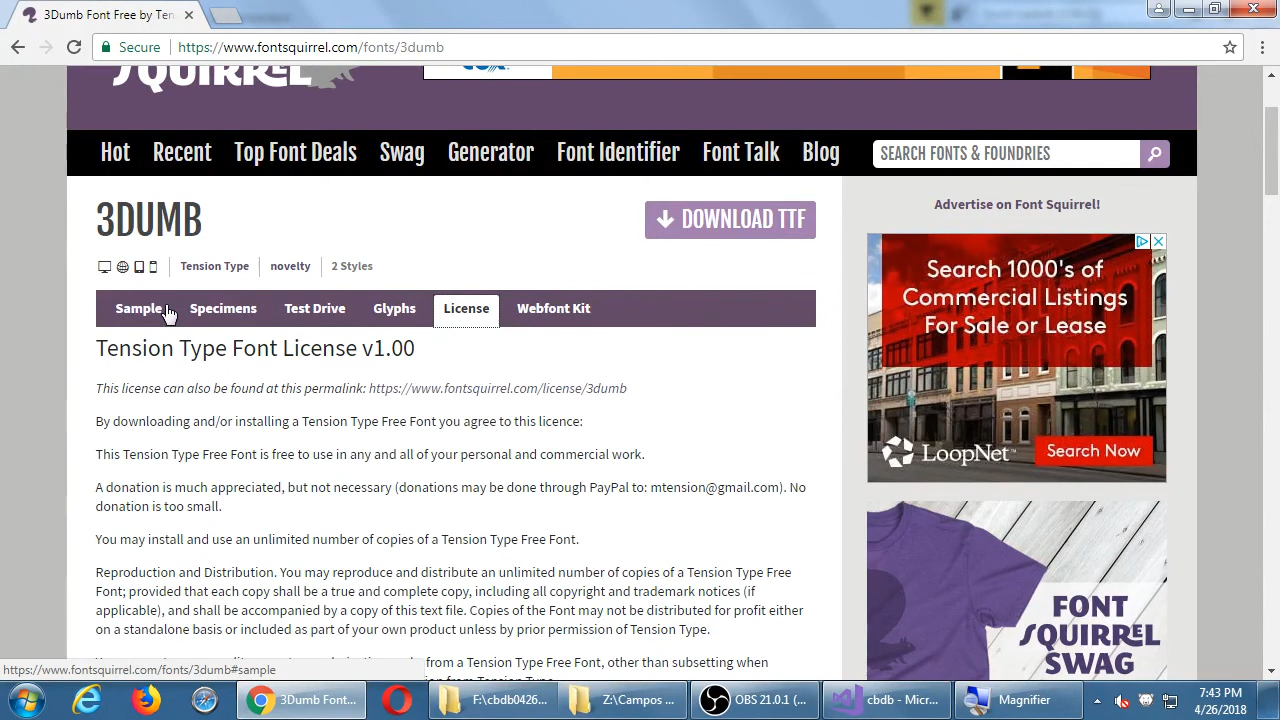 3Dumb Font Free by Ten
Secure
https://www.fontsquirrel.com/fonts/3dumb
SQUIRREL
COX
Hot Recent Top Font Deals Swag Generator Font Identifier Font Talk Blog
SEARCH FONTS & FOUNDRIES
3DUMB
DOWNLOAD TTF
Advertise on Font Squirrel!
Tension Type novelty 2 Styles
Sample Specimens Test Drive Glyphs License Webfont Kit
Tension Type Font License v1.00
This license can also be found at this permalink: https://www.fontsquirrel.com/license/3dumb
By downloading and/or installing a Tension Type Free Font you agree to this licence:
This Tension Type Free Font is free to use in any and all of your personal and commercial work.
A donation is much appreciated, but not necessary (donations may be done through PayPal to: mtension@gmail.com). No
donation is too small.
You may install and use an unlimited number of copies of a Tension Type Free Font.
Reproduction and Distribution. You may reproduce and distribute an unlimited number of copies of a Tension Type Free
Font; provided that each copy shall be a true and complete copy, including all copyright and trademark notices (if
applicable), and shall be accompanied by a copy of this text file. Copies of the Font may not be distributed for profit either
on a standalone basis or included as part of your own product unless by prior permission of Tension Type.
from a Tension Type Free Font, other than subsetting when
Search 1000's of
Commercial Listings
For Sale or Lease
LoopNet™
Search Now
FONT
SQUIRREL
SWAG
https://www.fontsquirrel.com/fonts/3dumb#sample
3Dumb Font...
F:\cbdb0426...
Z:\Campos ...
OBS 21.0.1 (...
cbdb - Micr...
Magnifier
7:43 PM
4/26/2018